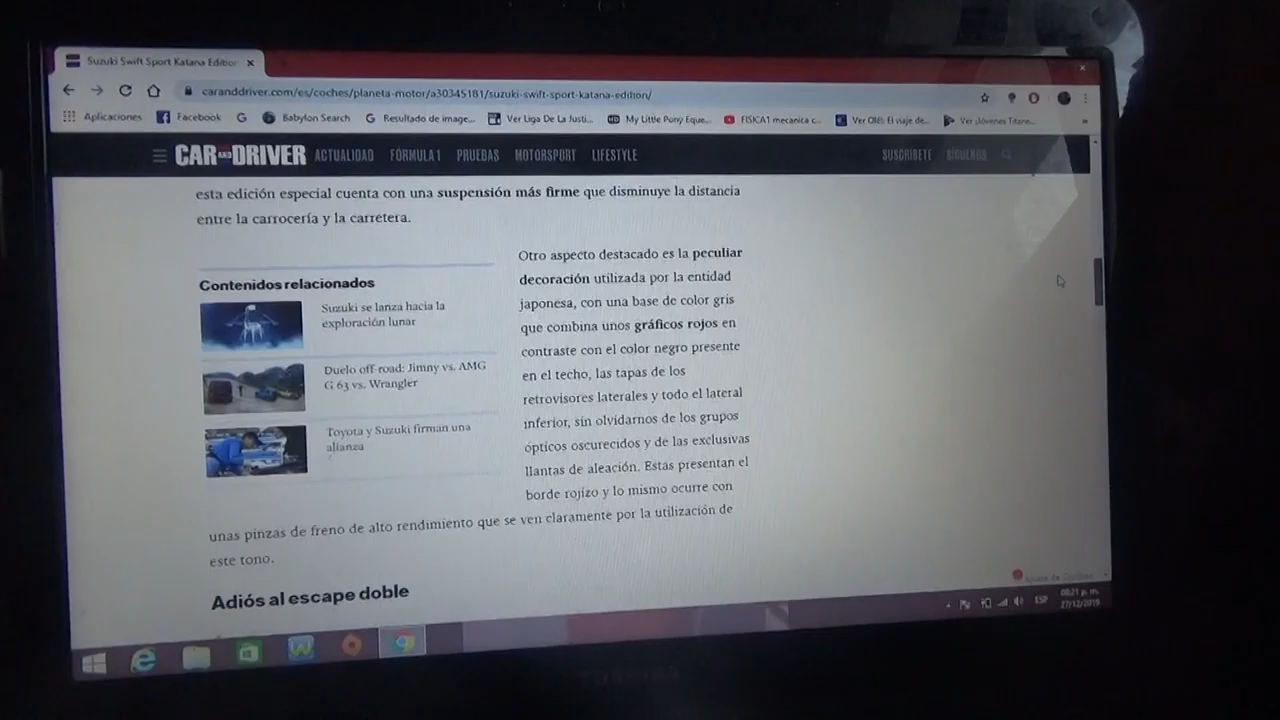 Suzuki Swift Sport Katana Edition
caranddriver.com/es/coches/planeta-motor/a30345181/suzuki-swift-sport-katana-edition/
Aplicaciones Facebook Babylon Search Resultado de image... Ver Liga De La Justi... My Little Pony Eque... FISICA1 mecanica c... Ver Olé: El viaje de... Ver Jóvenes Titane...
CAR AND DRIVER ACTUALIDAD FÓRMULA 1 PRUEBAS MOTORSPORT LIFESTYLE SUSCRÍBETE SÍGUENOS
esta edición especial cuenta con una suspensión más firme que disminuye la distancia
entre la carrocería y la carretera.
Contenidos relacionados
Suzuki se lanza hacia la
exploración lunar
Duelo off-road: Jimny vs. AMG
G 63 vs. Wrangler
Toyota y Suzuki firman una
alianza
Otro aspecto destacado es la peculiar
decoración utilizada por la entidad
japonesa, con una base de color gris
que combina unos gráficos rojos en
contraste con el color negro presente
en el techo, las tapas de los
retrovisores laterales y todo el lateral
inferior, sin olvidarnos de los grupos
ópticos oscurecidos y de las exclusivas
llantas de aleación. Estas presentan el
borde rojizo y lo mismo ocurre con
unas pinzas de freno de alto rendimiento que se ven claramente por la utilización de
este tono.
Adiós al escape doble
ESP
08:21 p. m.
27/12/2019